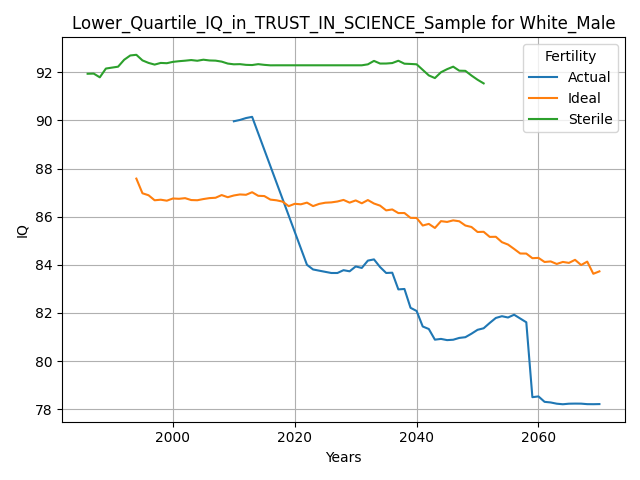 Lower_Quartile_IQ_in_TRUST_IN_SCIENCE_Sample for White_Male
Fertility
Actual
Ideal
Sterile
IQ
92
90
88
86
84
82
80
78
2000
2020
2040
2060
Years